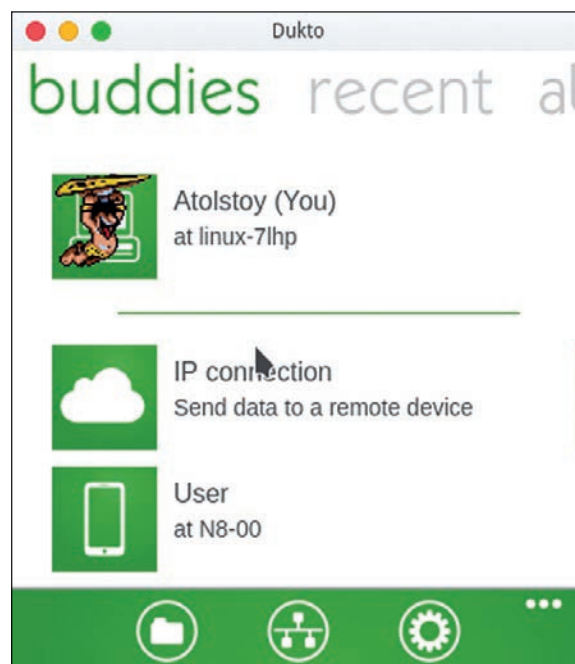 Dukto
buddies recent
Atolstoy (You)
at linux-7lhp
IP connection
Send data to a remote device
User
at N8-00